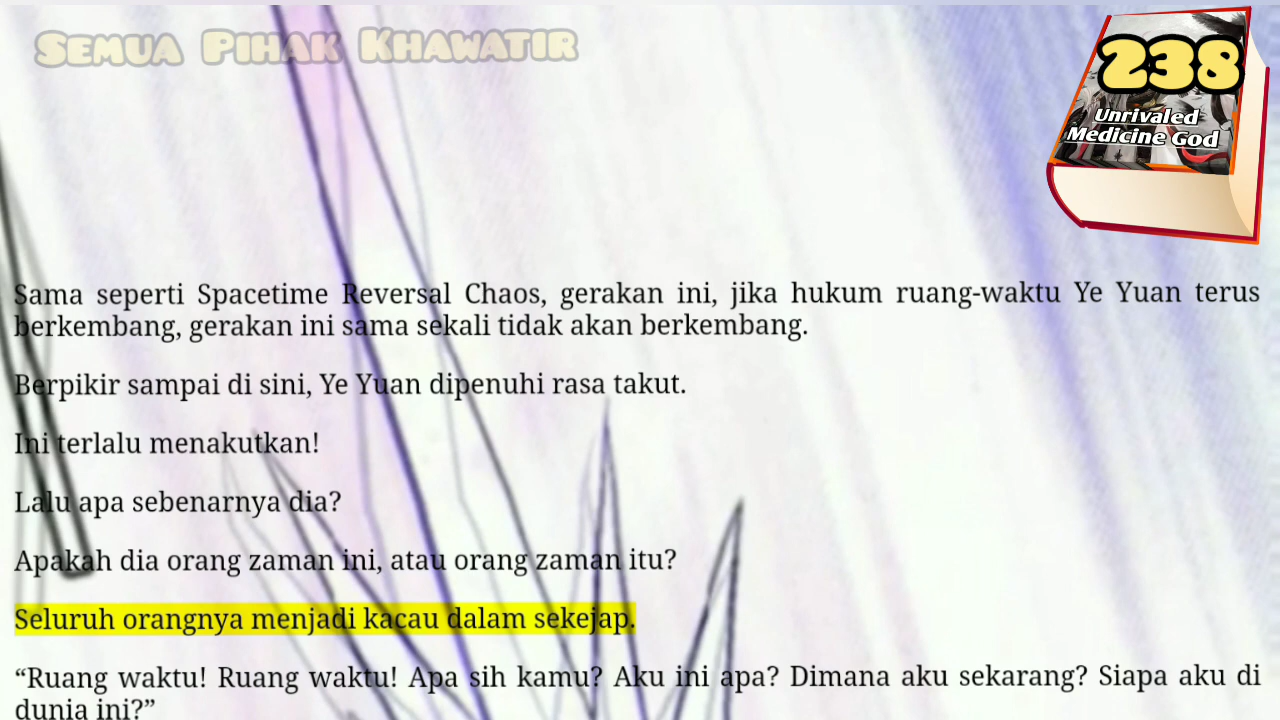 Semua Pihak Khawatir
238
Unrivaled
Medicine God
Sama seperti Spacetime Reversal Chaos, gerakan ini, jika hukum ruang-waktu Ye Yuan terus
berkembang, gerakan ini sama sekali tidak akan berkembang.
Berpikir sampai di sini, Ye Yuan dipenuhi rasa takut.
Ini terlalu menakutkan!
Lalu apa sebenarnya dia?
Apakah dia orang zaman ini, atau orang zaman itu?
Seluruh orangnya menjadi kacau dalam sekejap.
“Ruang waktu! Ruang waktu! Apa sih kamu? Aku ini apa? Dimana aku sekarang? Siapa aku di
dunia ini?”